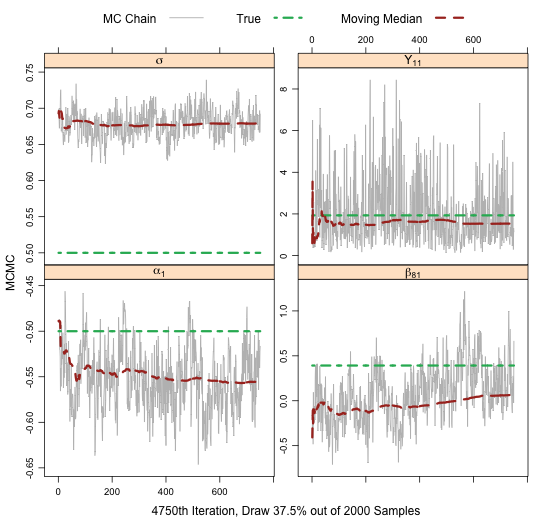 MC Chain True Moving Median
0 200 400 600
σ Υ₁₁
0.75
0.70
0.65
0.60
0.55
0.50
8
6
4
2
0
MCMC
α₁ β₈₁
-0.45
-0.50
-0.55
-0.60
-0.65
1.0
0.5
0.0
-0.5
0 200 400 600
4750th Iteration, Draw 37.5% out of 2000 Samples